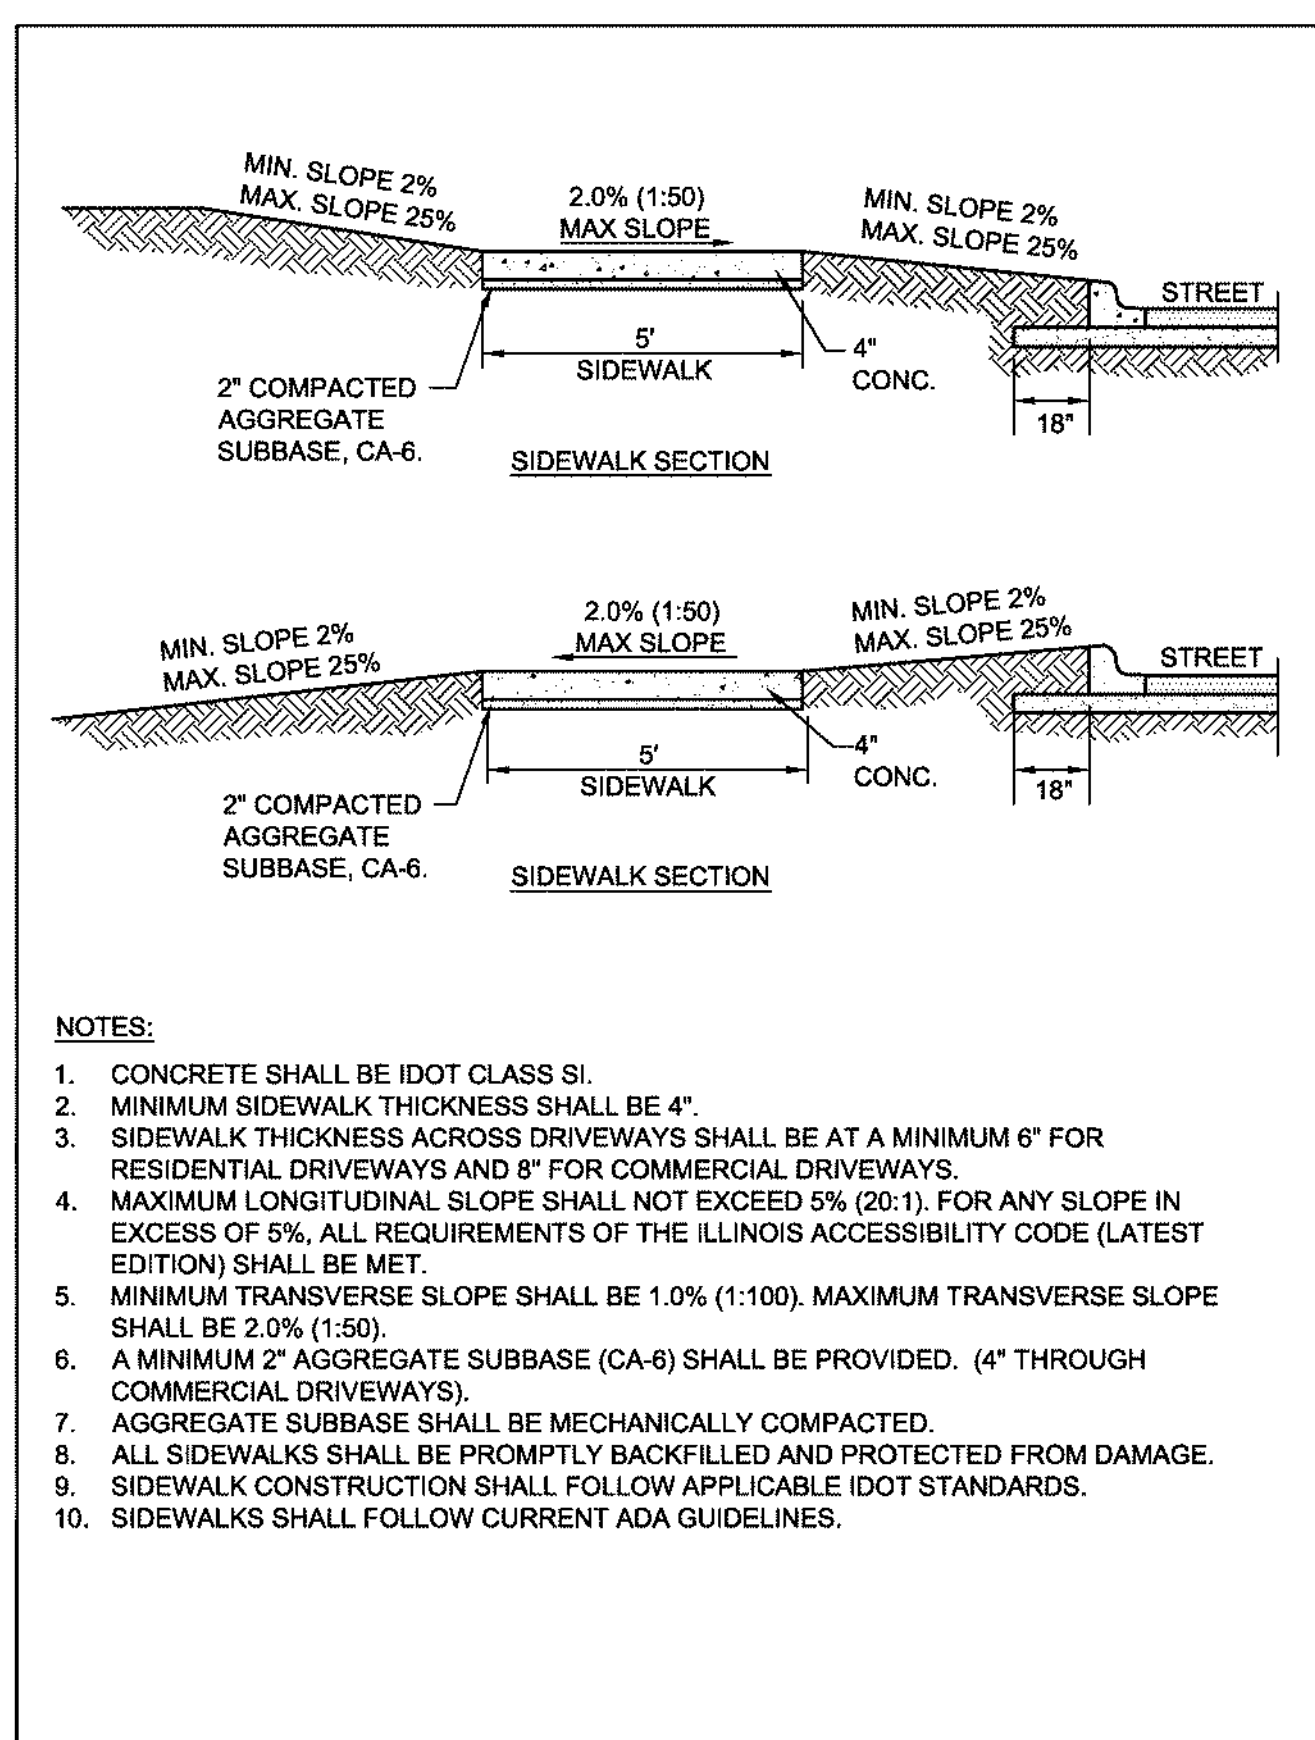 MIN. SLOPE 2%
MAX. SLOPE 25%
2.0% (1:50)
MAX SLOPE
MIN. SLOPE 2%
MAX. SLOPE 25%
STREET
5'
SIDEWALK
4"
CONC.
18"
2" COMPACTED
AGGREGATE
SUBBASE, CA-6.
SIDEWALK SECTION
MIN. SLOPE 2%
MAX. SLOPE 25%
2.0% (1:50)
MAX SLOPE
MIN. SLOPE 2%
MAX. SLOPE 25%
STREET
5'
SIDEWALK
4"
CONC.
18"
2" COMPACTED
AGGREGATE
SUBBASE, CA-6.
SIDEWALK SECTION
NOTES:
1. CONCRETE SHALL BE IDOT CLASS SI.
2. MINIMUM SIDEWALK THICKNESS SHALL BE 4".
3. SIDEWALK THICKNESS ACROSS DRIVEWAYS SHALL BE AT A MINIMUM 6" FOR
RESIDENTIAL DRIVEWAYS AND 8" FOR COMMERCIAL DRIVEWAYS.
4. MAXIMUM LONGITUDINAL SLOPE SHALL NOT EXCEED 5% (20:1). FOR ANY SLOPE IN
EXCESS OF 5%, ALL REQUIREMENTS OF THE ILLINOIS ACCESSIBILITY CODE (LATEST
EDITION) SHALL BE MET.
5. MINIMUM TRANSVERSE SLOPE SHALL BE 1.0% (1:100). MAXIMUM TRANSVERSE SLOPE
SHALL BE 2.0% (1:50).
6. A MINIMUM 2" AGGREGATE SUBBASE (CA-6) SHALL BE PROVIDED. (4" THROUGH
COMMERCIAL DRIVEWAYS).
7. AGGREGATE SUBBASE SHALL BE MECHANICALLY COMPACTED.
8. ALL SIDEWALKS SHALL BE PROMPTLY BACKFILLED AND PROTECTED FROM DAMAGE.
9. SIDEWALK CONSTRUCTION SHALL FOLLOW APPLICABLE IDOT STANDARDS.
10. SIDEWALKS SHALL FOLLOW CURRENT ADA GUIDELINES.